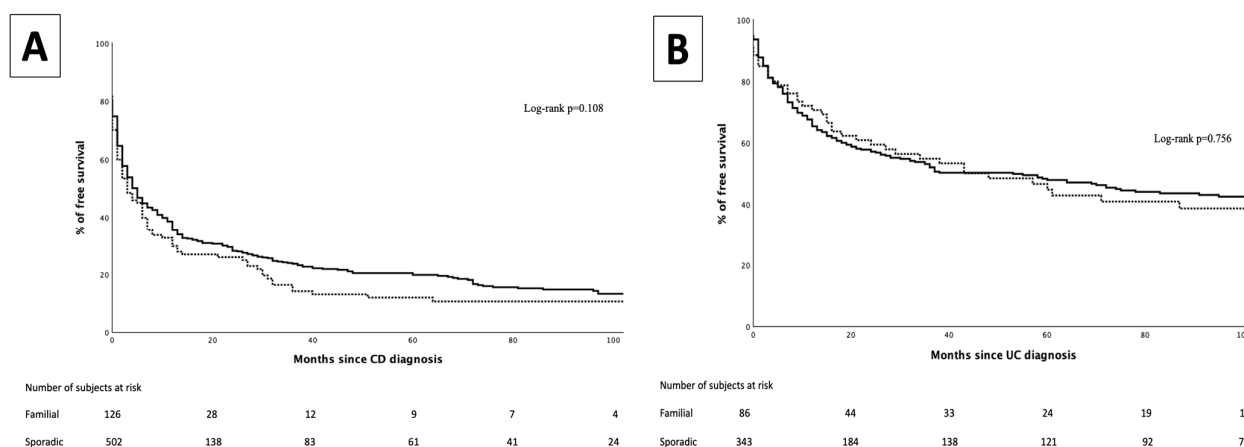 A
100
80
60
40
20
0
% of free survival
Log-rank p=0.108
0 20 40 60 80 100
Months since CD diagnosis
Number of subjects at risk
Familial 126 28 12 9 7 4
Sporadic 502 138 83 61 41 24
B
100
80
60
40
20
0
% of free survival
Log-rank p=0.756
0 20 40 60 80
Months since UC diagnosis
Number of subjects at risk
Familial 86 44 33 24 19
Sporadic 343 184 138 121 92